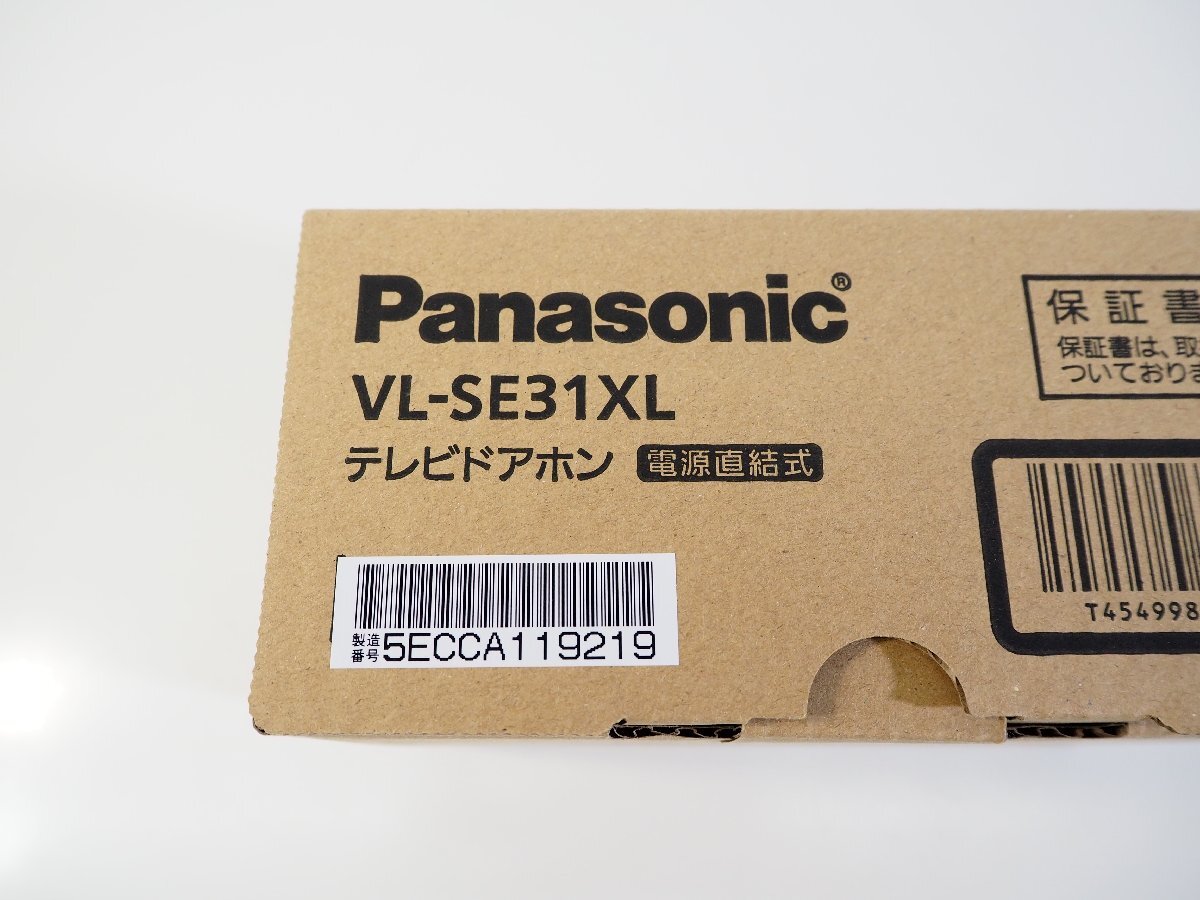 Panasonic®
VL-SE31XL
テレビドアホン 電源直結式
製造番号 5ECCA119219
保証書
保証書は、取
ついておりま
T454998